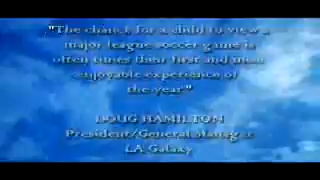 "The chance for a child to view a
major league soccer game is
often times their first and most
enjoyable experience of
the year"
DOUG HAMILTON
President/General Manager
LA Galaxy